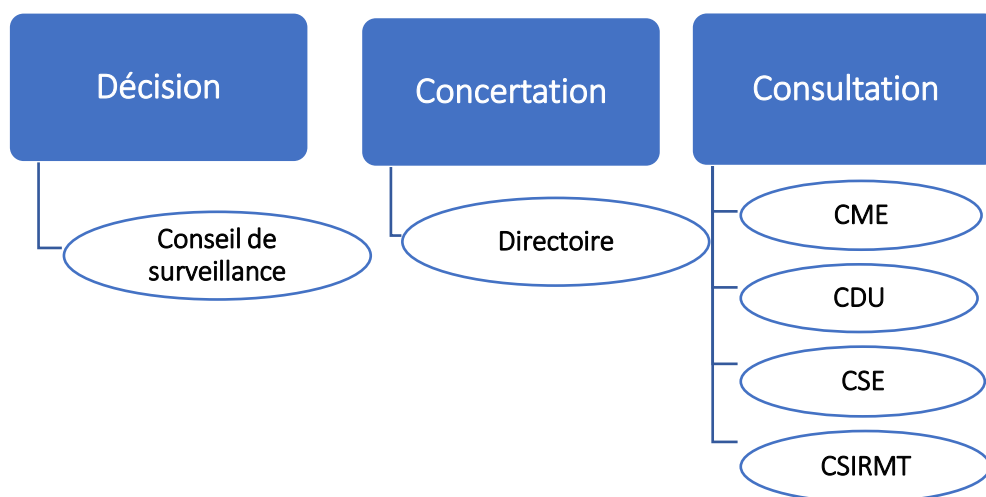 Décision
Concertation
Consultation
Conseil de
surveillance
Directoire
CME
CDU
CSE
CSIRMT